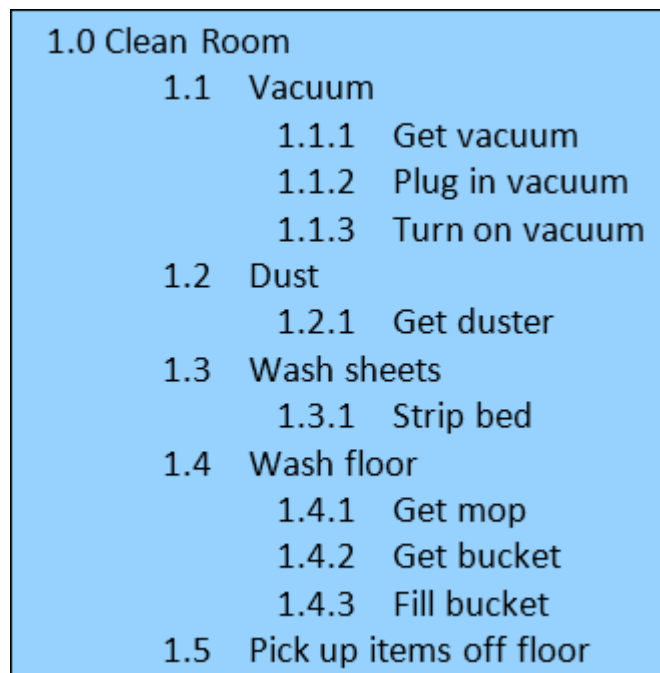 1.0 Clean Room
1.1 Vacuum
1.1.1 Get vacuum
1.1.2 Plug in vacuum
1.1.3 Turn on vacuum
1.2 Dust
1.2.1 Get duster
1.3 Wash sheets
1.3.1 Strip bed
1.4 Wash floor
1.4.1 Get mop
1.4.2 Get bucket
1.4.3 Fill bucket
1.5 Pick up items off floor